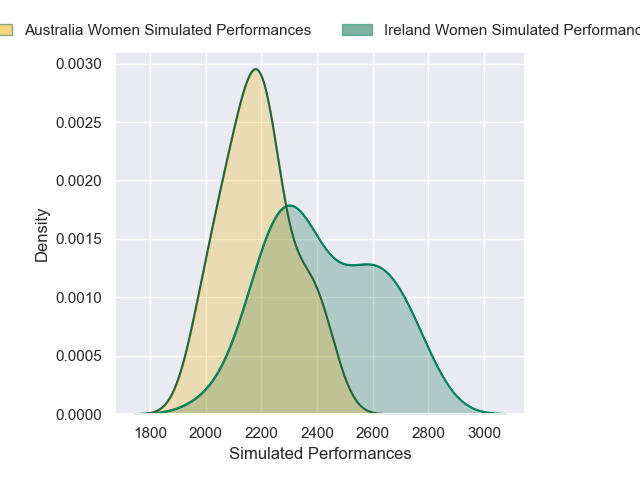 Australia Women Simulated Performances Ireland Women Simulated Performanc
0.0030
0.0025
0.0020
0.0015
0.0010
0.0005
0.0000
Density
1800 2000 2200 2400 2600 2800 3000
Simulated Performances